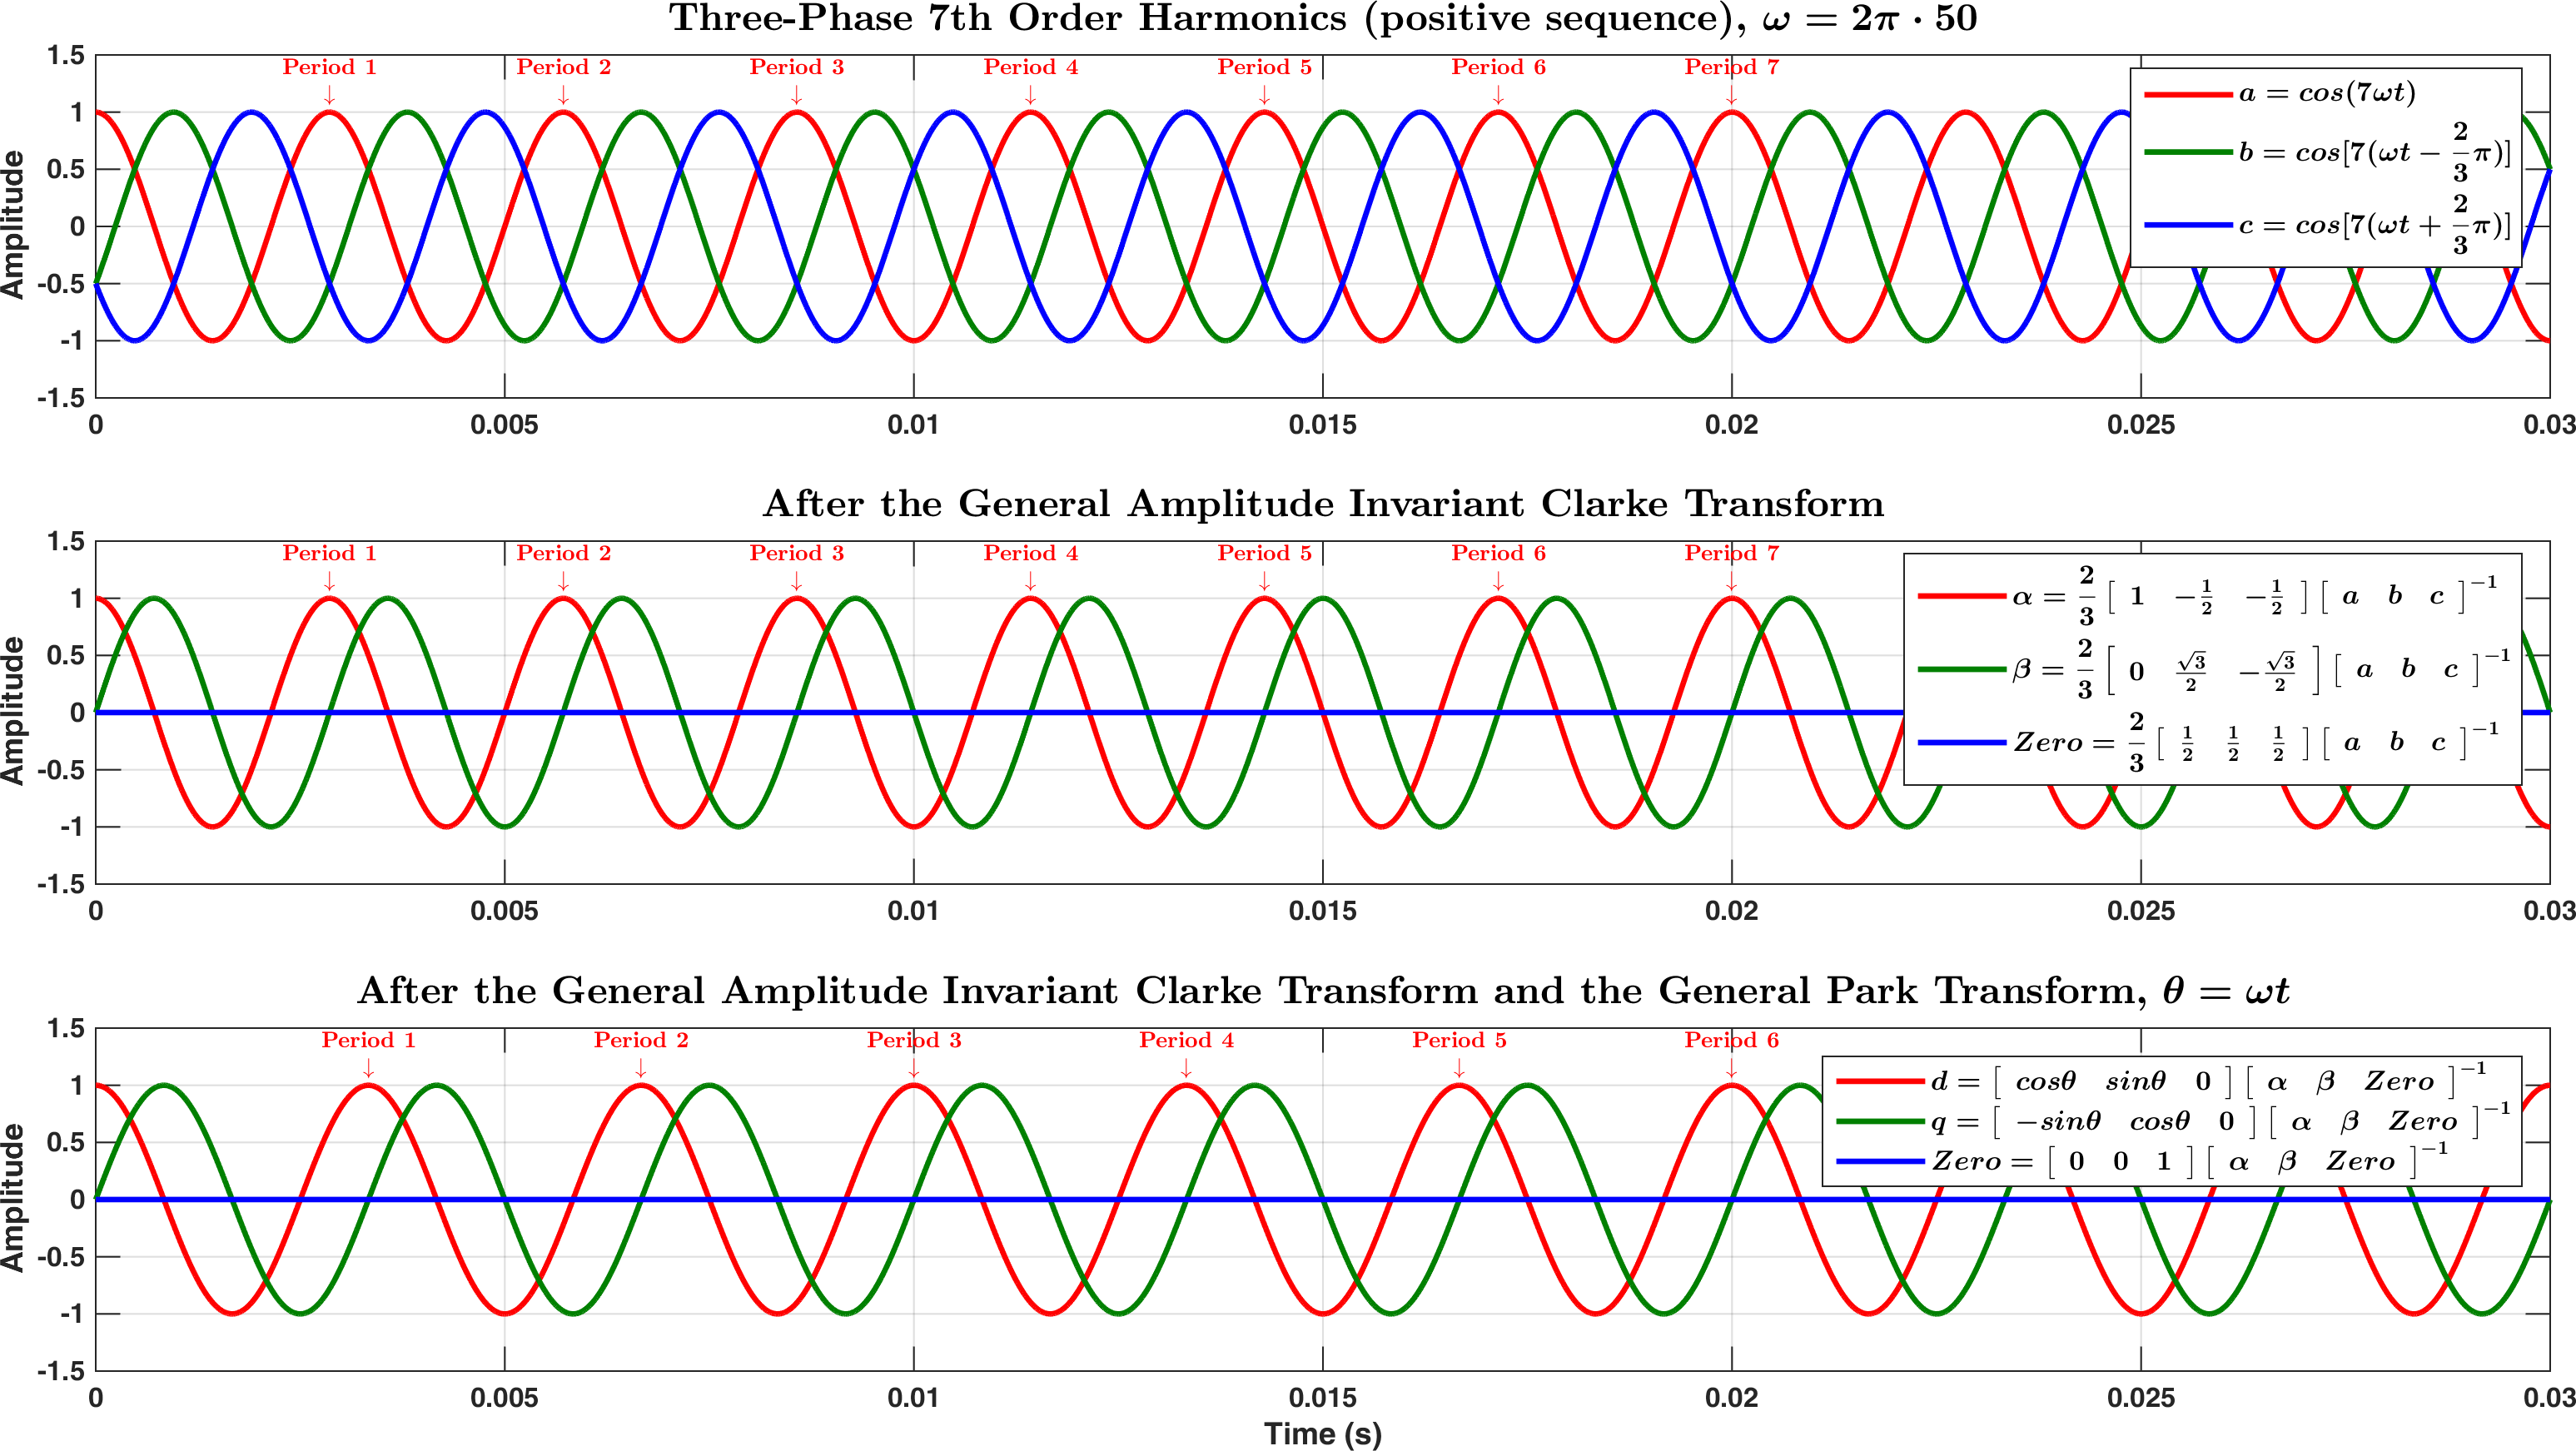 Three-Phase 7th Order Harmonics (positive sequence), ω = 2π · 50
1.5
1
0.5
0
-0.5
-1
-1.5
Amplitude
Period 1 Period 2 Period 3 Period 4 Period 5 Period 6 Period 7
↓ ↓ ↓ ↓ ↓ ↓ ↓
a = cos(7ωt)
b = cos[7(ωt − 2/3 π)]
c = cos[7(ωt + 2/3 π)]
0 0.005 0.01 0.015 0.02 0.025 0.03
After the General Amplitude Invariant Clarke Transform
1.5
1
0.5
0
-0.5
-1
-1.5
Amplitude
Period 1 Period 2 Period 3 Period 4 Period 5 Period 6 Period 7
↓ ↓ ↓ ↓ ↓ ↓ ↓
α = 2/3 [ 1 −1/2 −1/2 ] [ a b c ]⁻¹
β = 2/3 [ 0 √3/2 −√3/2 ] [ a b c ]⁻¹
Zero = 2/3 [ 1/2 1/2 1/2 ] [ a b c ]⁻¹
0 0.005 0.01 0.015 0.02 0.025 0.03
After the General Amplitude Invariant Clarke Transform and the General Park Transform, θ = ωt
1.5
1
0.5
0
-0.5
-1
-1.5
Amplitude
Period 1 Period 2 Period 3 Period 4 Period 5 Period 6
↓ ↓ ↓ ↓ ↓ ↓
d = [ cosθ sinθ 0 ] [ α β Zero ]⁻¹
q = [ −sinθ cosθ 0 ] [ α β Zero ]⁻¹
Zero = [ 0 0 1 ] [ α β Zero ]⁻¹
0 0.005 0.01 0.015 0.02 0.025 0.03
Time (s)